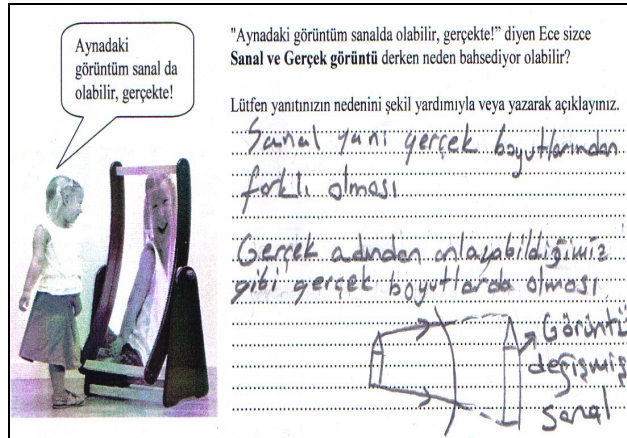 Aynadaki
görüntüm sanal da
olabilir, gerçekte!
"Aynadaki görüntüm sanalda olabilir, gerçekte!" diyen Ece sizce
Sanal ve Gerçek görüntü derken neden bahsediyor olabilir?
Lütfen yanıtınızın nedenini şekil yardımıyla veya yazarak açıklayınız.
Sanal yani gerçek boyutlarından
farklı olması
Gerçek adından anlayabildiğimiz
gibi gerçek boyutlarda olması
Görüntü
değişmiş
sanal